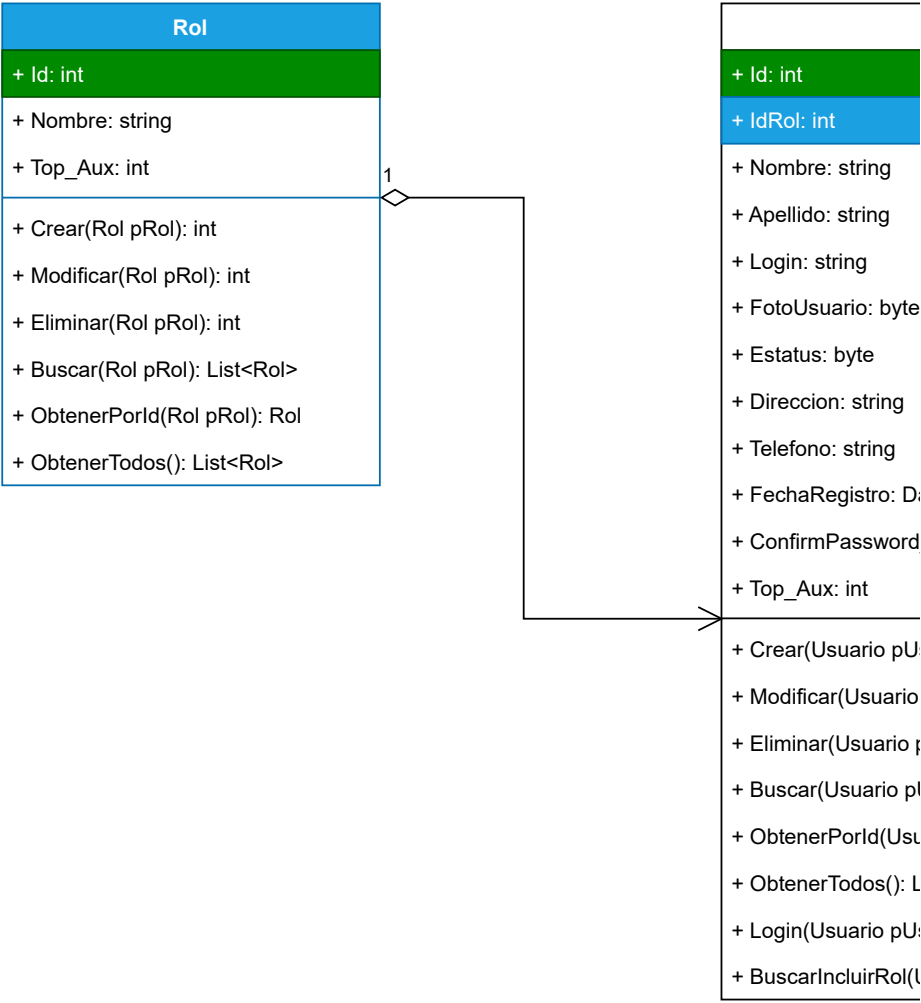 Rol
+ Id: int
+ Nombre: string
+ Top_Aux: int
+ Crear(Rol pRol): int
+ Modificar(Rol pRol): int
+ Eliminar(Rol pRol): int
+ Buscar(Rol pRol): List<Rol>
+ ObtenerPorId(Rol pRol): Rol
+ ObtenerTodos(): List<Rol>
1
+ Id: int
+ IdRol: int
+ Nombre: string
+ Apellido: string
+ Login: string
+ FotoUsuario: byte
+ Estatus: byte
+ Direccion: string
+ Telefono: string
+ FechaRegistro:
+ ConfirmPassword
+ Top_Aux: int
+ Crear(Usuario
+ Modificar(Usuario
+ Eliminar(Usuario
+ Buscar(Usuario
+ ObtenerPorId(
+ ObtenerTodos():
+ Login(Usuario
+ BuscarIncluirRol(